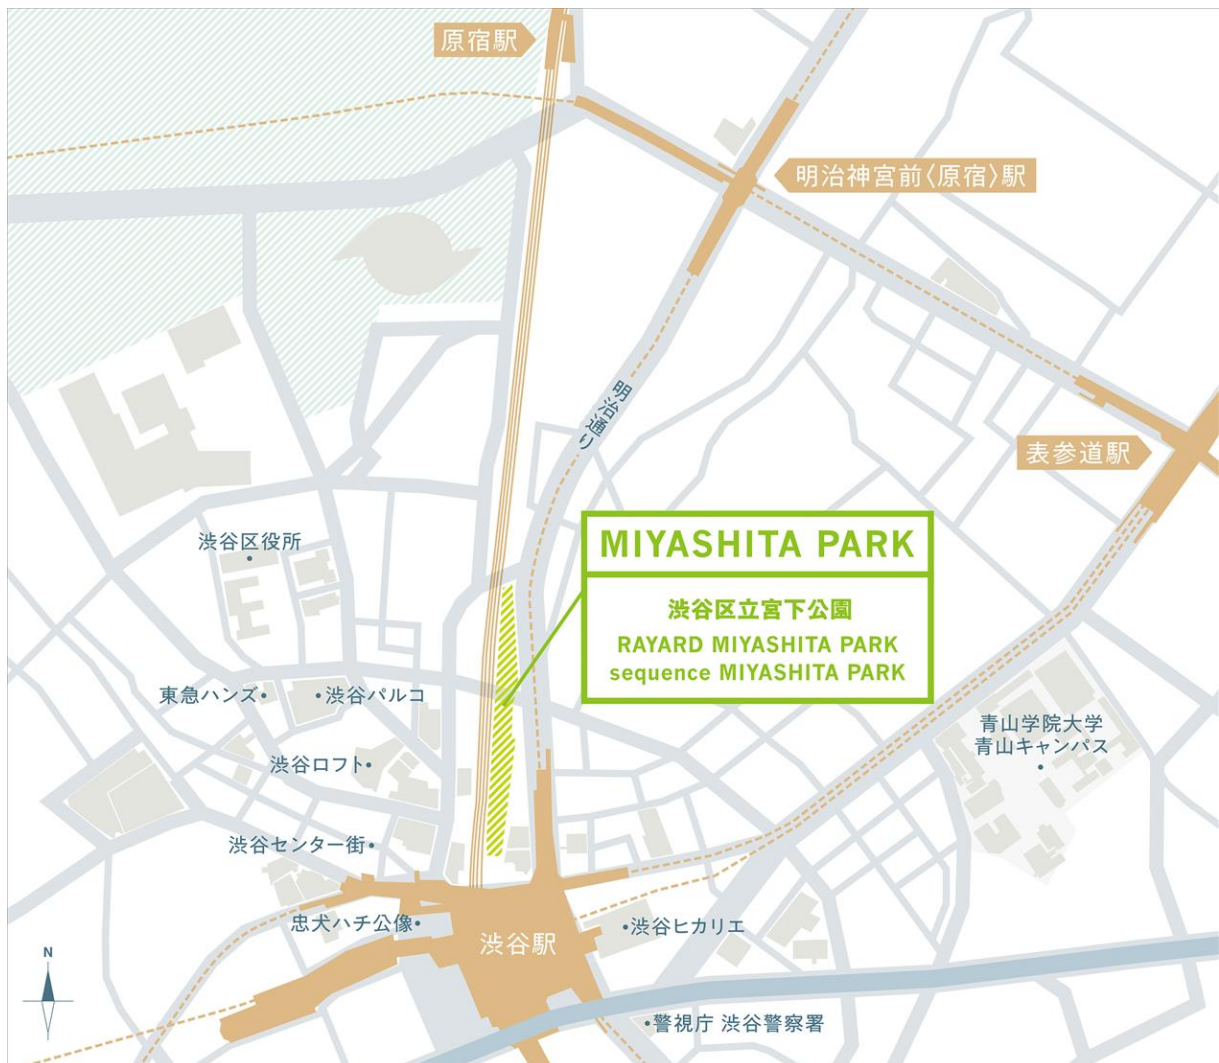 原宿駅
明治神宮前〈原宿〉駅
明治通り
表参道駅
MIYASHITA PARK
渋谷区立宮下公園
RAYARD MIYASHITA PARK
sequence MIYASHITA PARK
渋谷区役所
東急ハンズ
渋谷パルコ
青山学院大学
青山キャンパス
渋谷ロフト
渋谷センター街
忠犬ハチ公像
渋谷駅
渋谷ヒカリエ
N
警視庁 渋谷警察署